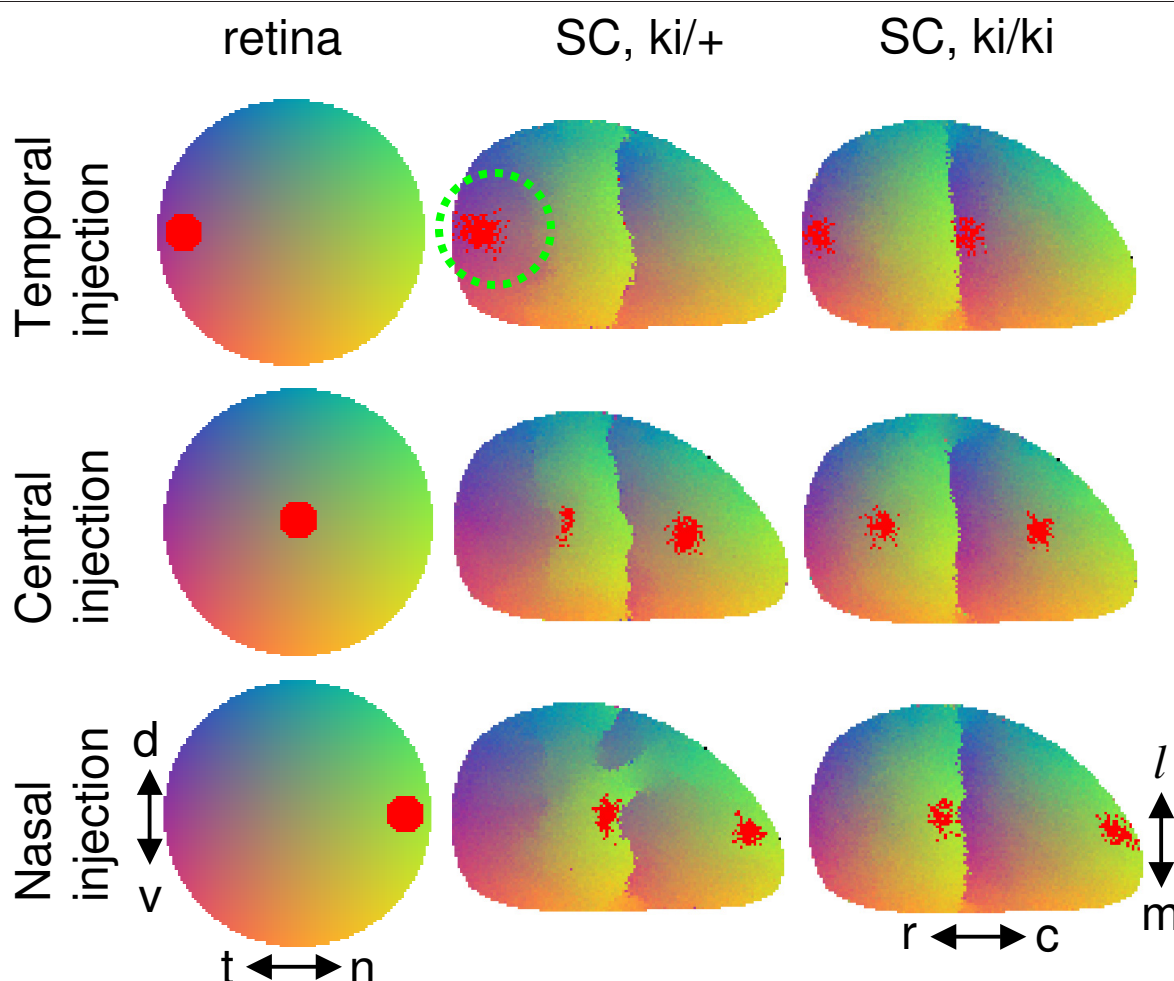 retina
SC, ki/+
SC, ki/ki
Temporal
injection
Central
injection
Nasal
injection
d
v
t
n
r
c
l
m